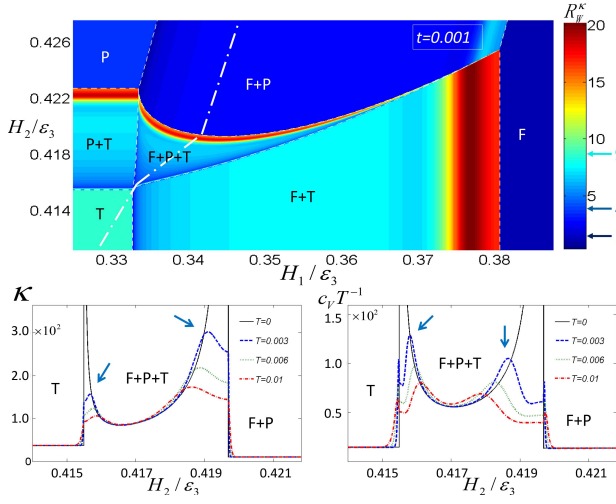 R_W^κ
t=0.001
0.426
0.422
0.418
0.414
H₂/ε₃
P
F+P
P+T
F+P+T
F
T
F+T
20
15
10
5
0
0.33
0.34
0.35
0.36
0.37
0.38
H₁/ε₃
κ
×10²
3.0
2.0
1.0
T
F+P+T
F+P
T=0
T=0.003
T=0.006
T=0.01
0.415
0.417
0.419
0.421
H₂/ε₃
c_V T⁻¹
×10²
1.5
1.0
0.5
T
F+P+T
F+P
T=0
T=0.003
T=0.006
T=0.01
0.415
0.417
0.419
0.421
H₂/ε₃